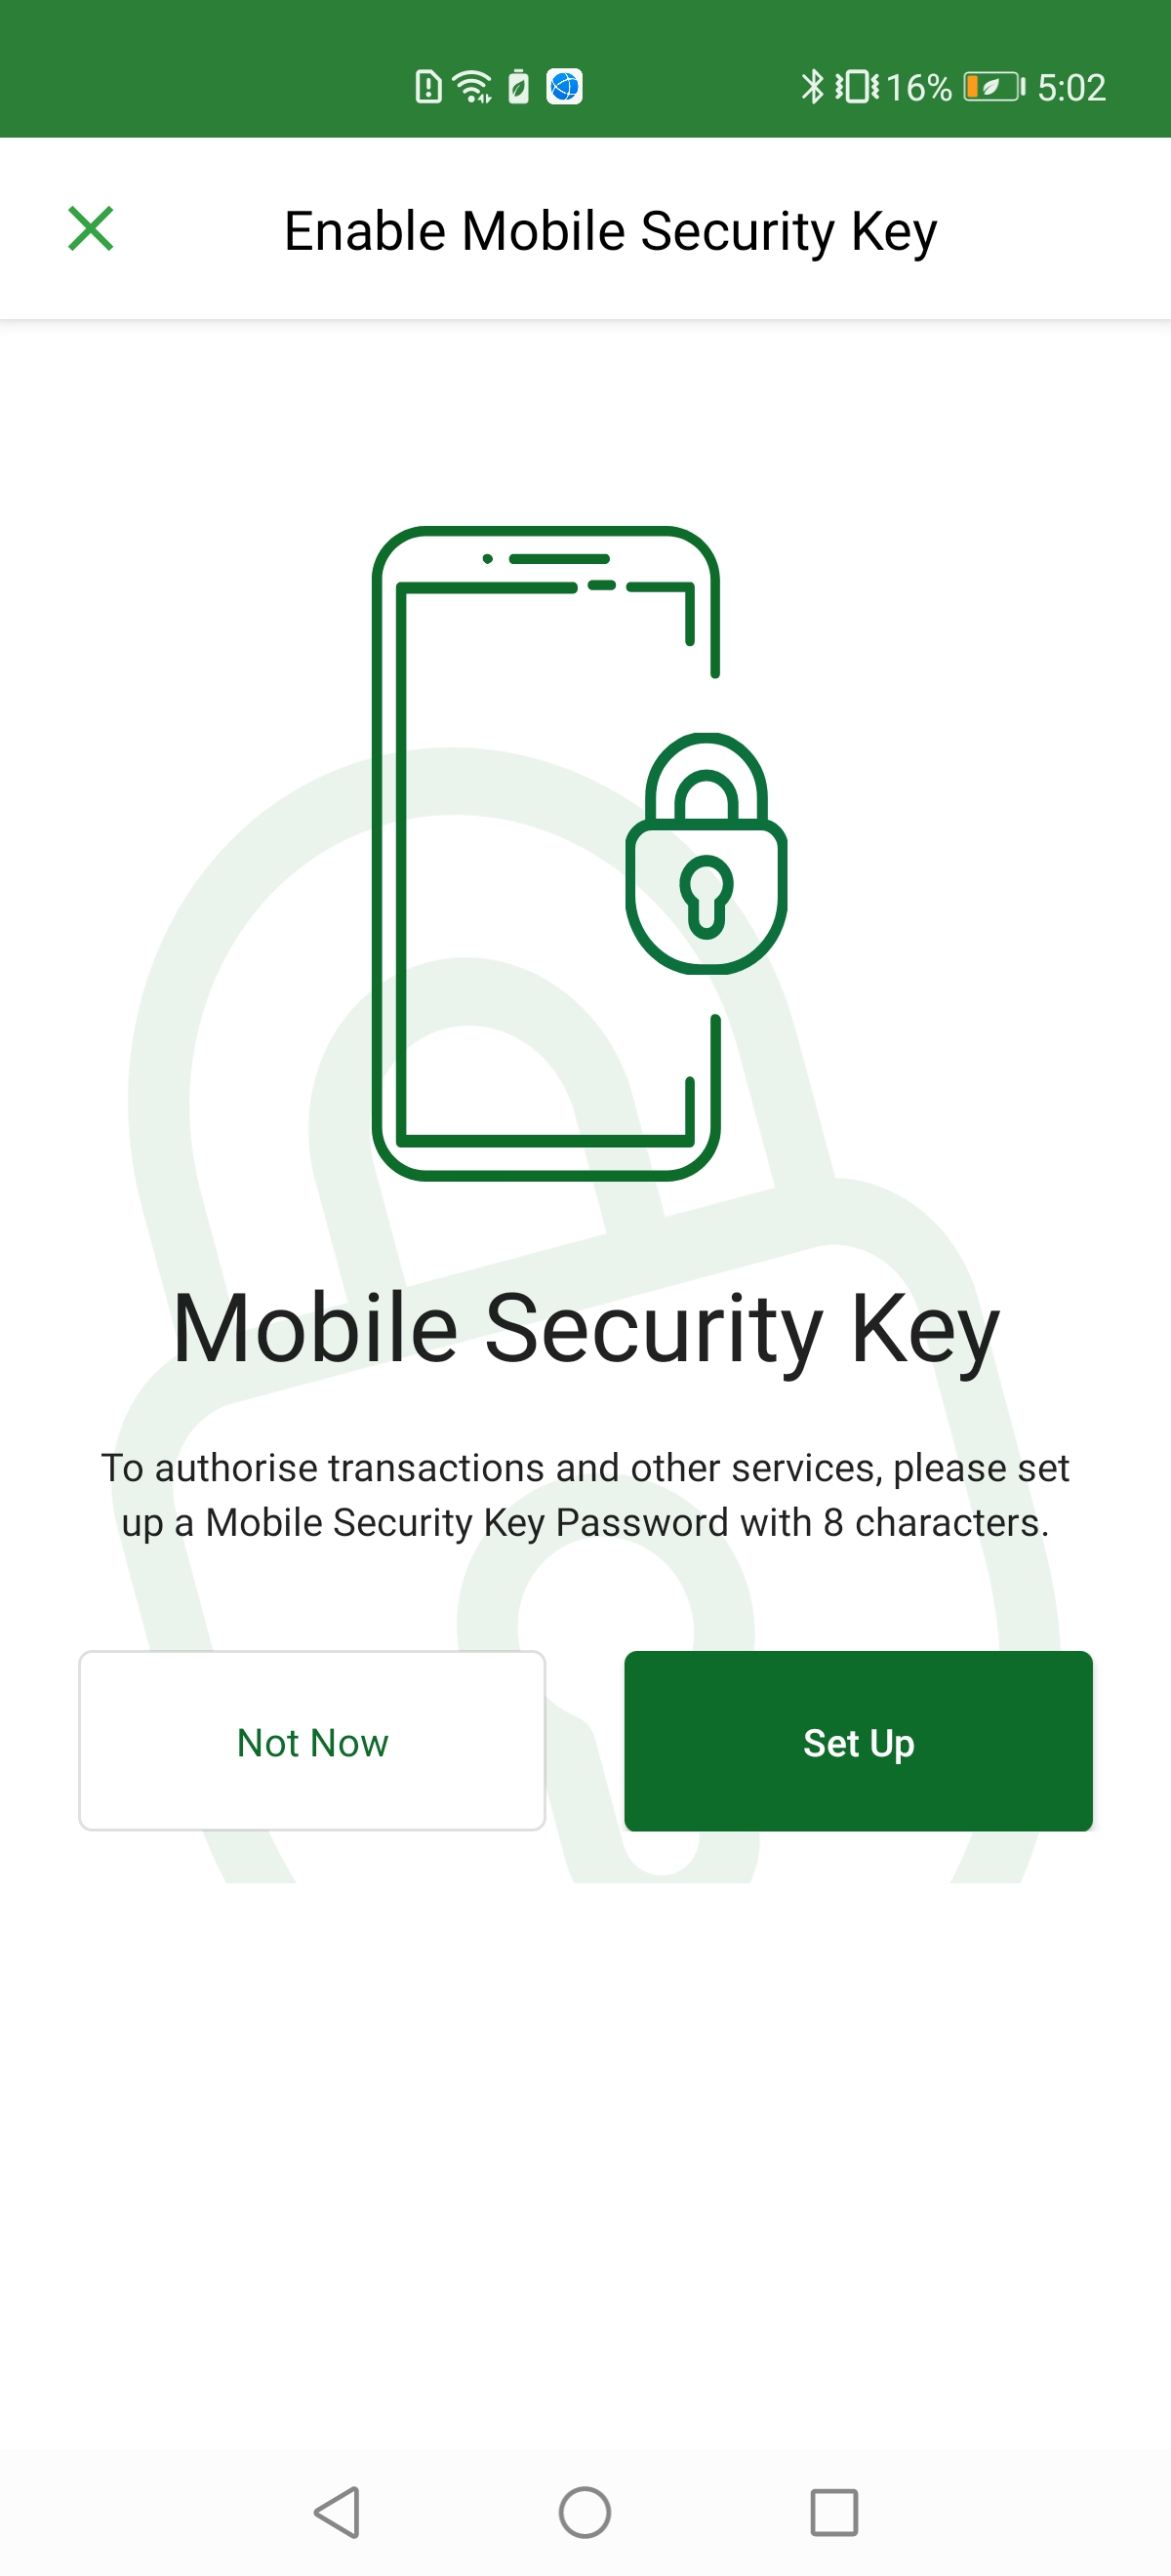 16% 5:02
Enable Mobile Security Key
Mobile Security Key
To authorise transactions and other services, please set
up a Mobile Security Key Password with 8 characters.
Not Now Set Up